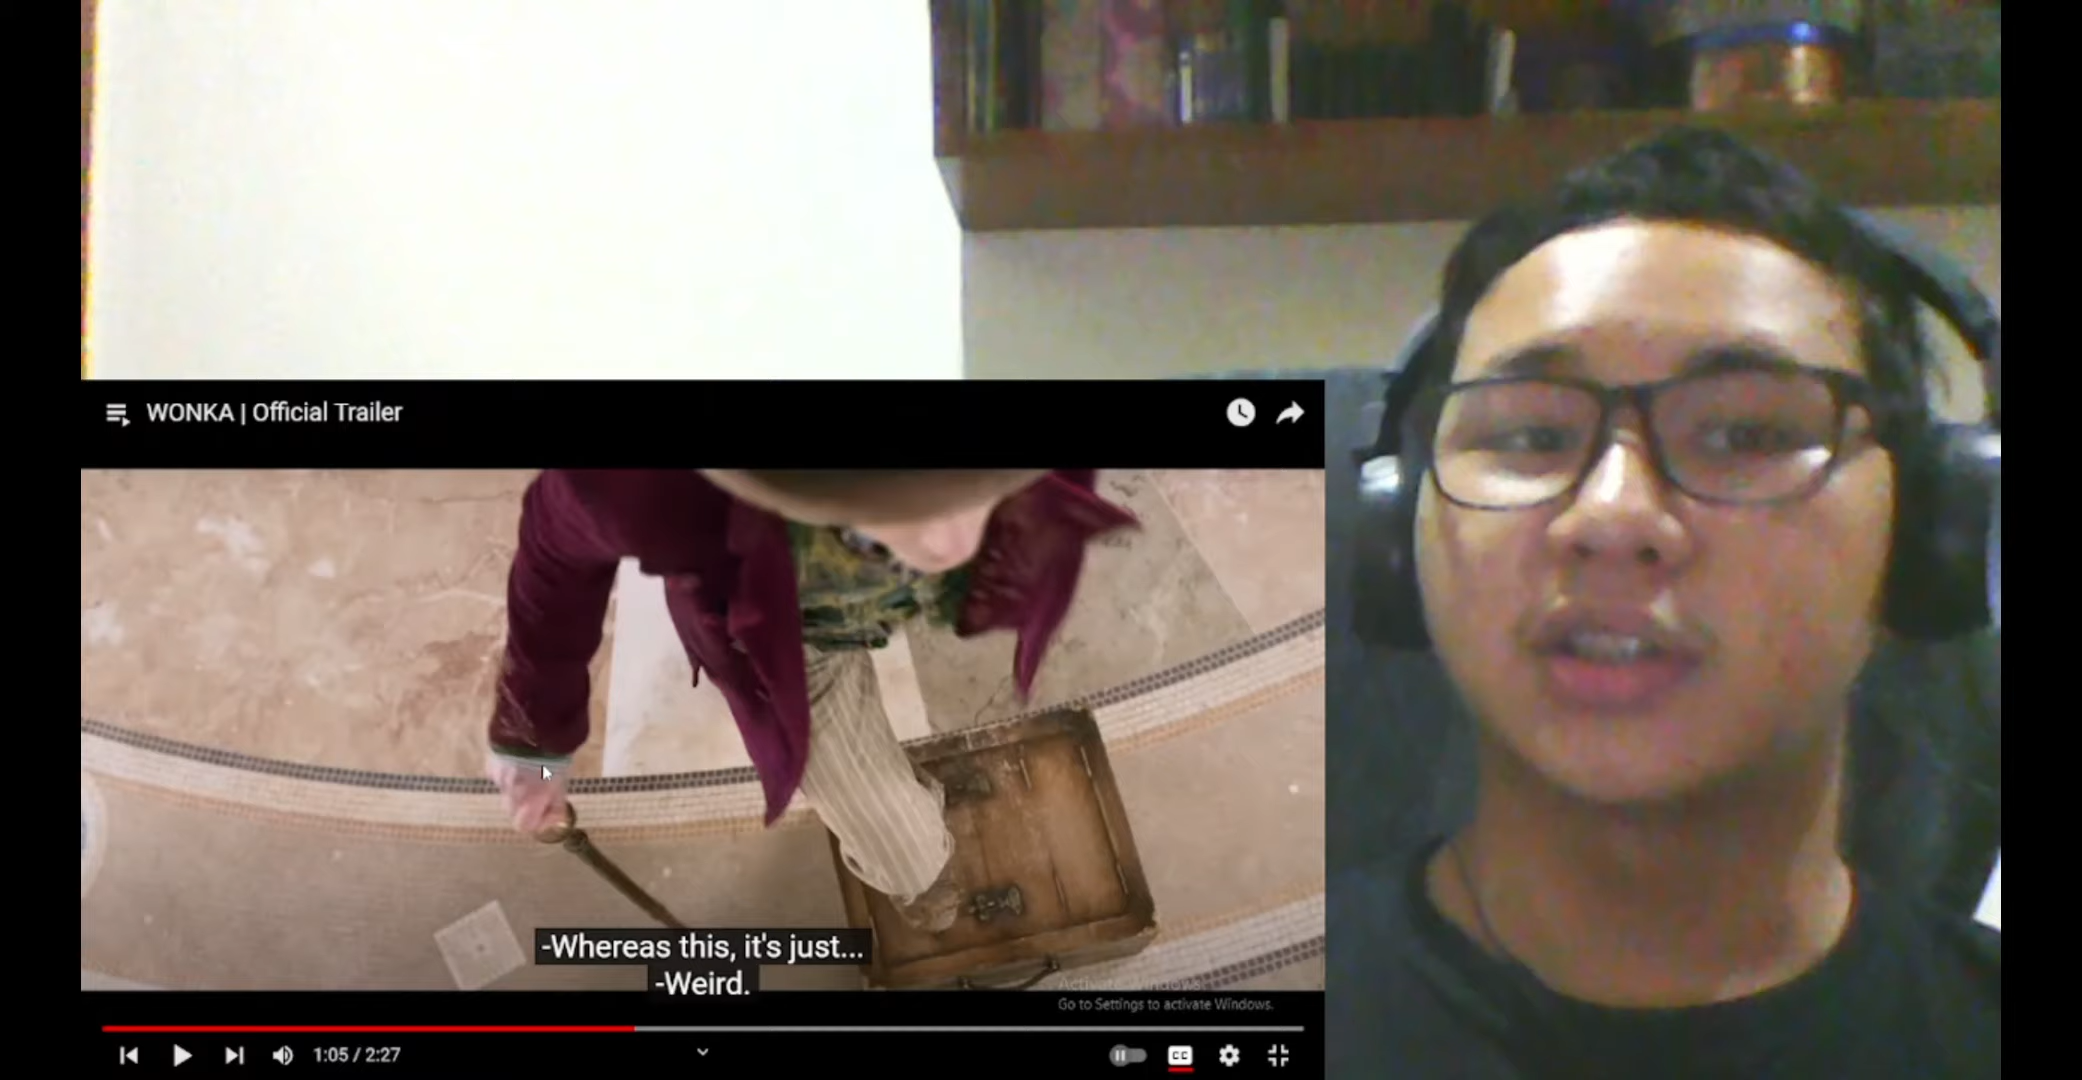 WONKA | Official Trailer
-Whereas this, it's just...
-Weird.
Activate Windows
Go to Settings to activate Windows.
1:05 / 2:27
CC